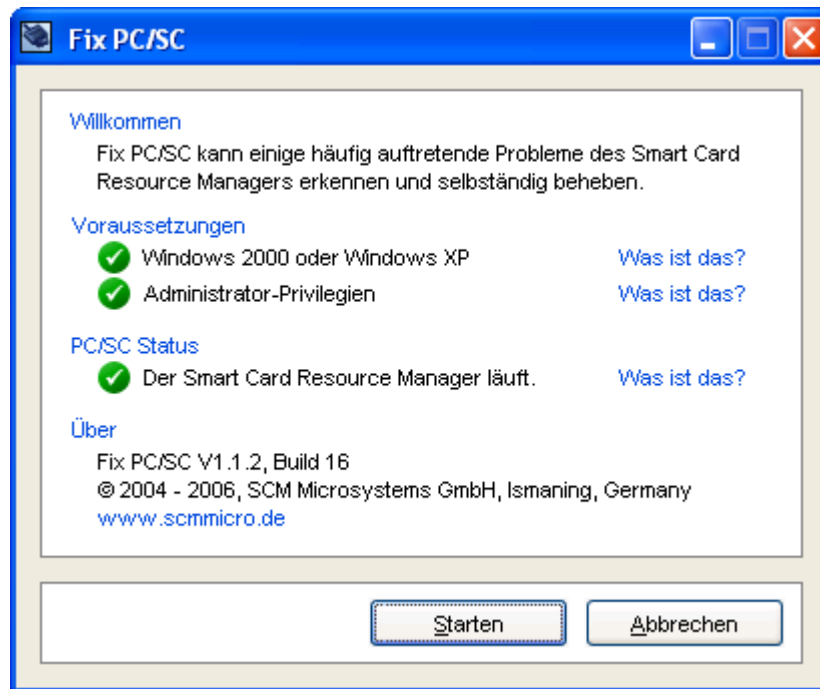 Fix PC/SC
Willkommen
Fix PC/SC kann einige häufig auftretende Probleme des Smart Card
Resource Managers erkennen und selbständig beheben.
Voraussetzungen
Windows 2000 oder Windows XP Was ist das?
Administrator-Privilegien Was ist das?
PC/SC Status
Der Smart Card Resource Manager läuft. Was ist das?
Über
Fix PC/SC V1.1.2, Build 16
© 2004 - 2006, SCM Microsystems GmbH, Ismaning, Germany
www.scmmicro.de
Starten Abbrechen